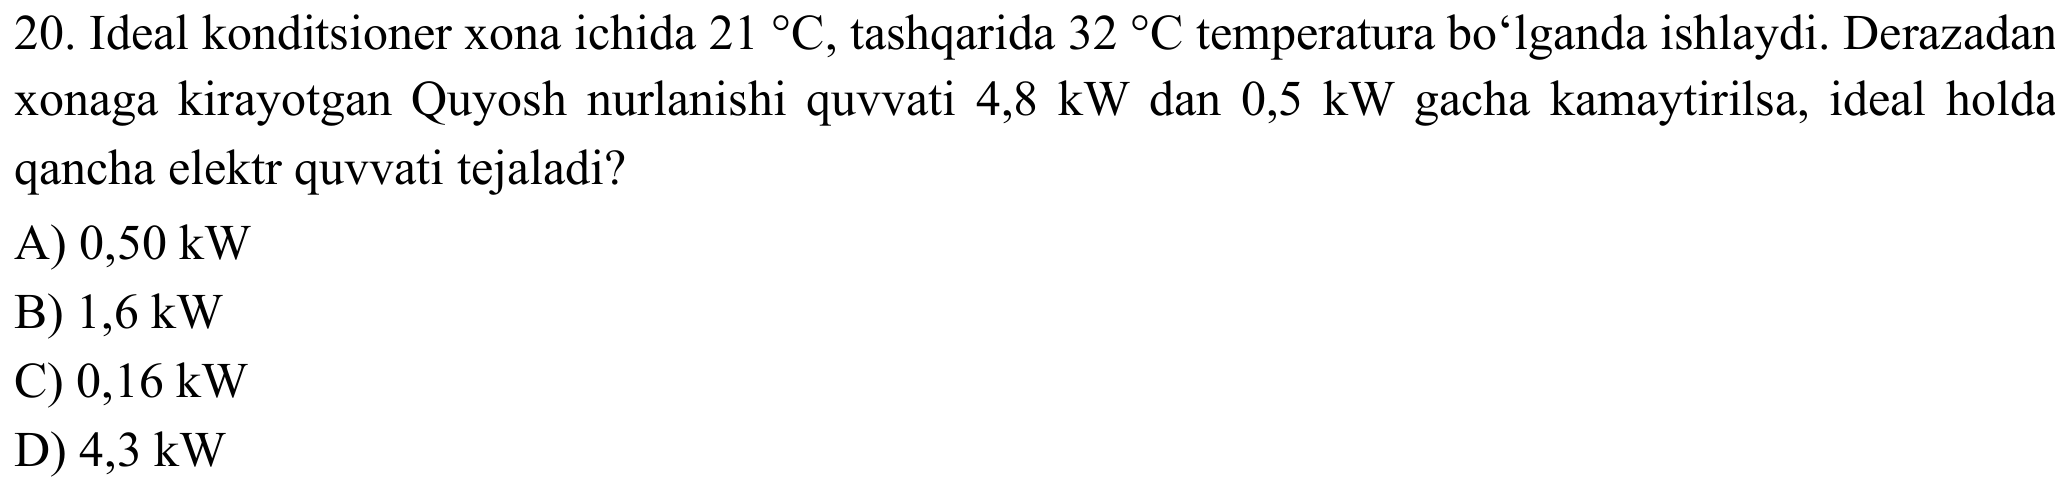 20. Ideal konditsioner xona ichida 21 °C, tashqarida 32 °C temperatura bo‘lganda ishlaydi. Derazadan
xonaga kirayotgan Quyosh nurlanishi quvvati 4,8 kW dan 0,5 kW gacha kamaytirilsa, ideal holda
qancha elektr quvvati tejaladi?
A) 0,50 kW
B) 1,6 kW
C) 0,16 kW
D) 4,3 kW